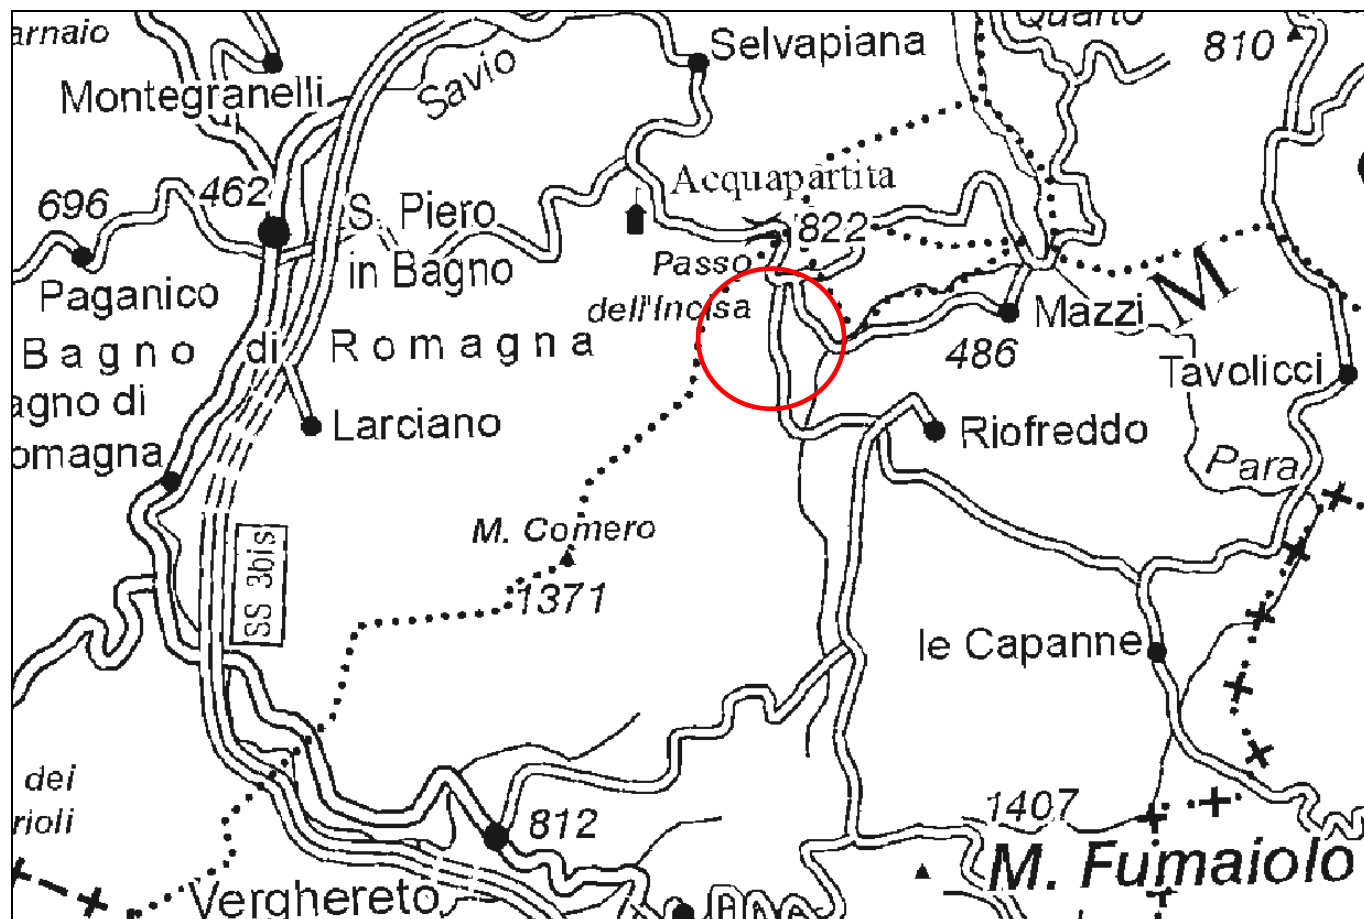 arnaio
Selvapiana
Quarto
810
Montegranelli
Savio
Acquapartita
696
462
S. Piero
in Bagno
822
Passo
dell'Incisa
Paganico
Mazzi
M
Bagno di Romagna
486
Tavolicci
agno di
omagna
Larciano
Riofreddo
Para
M. Comero
1371
SS 3bis
le Capanne
dei
rioli
812
1407
M. Fumaiolo
Verghereto